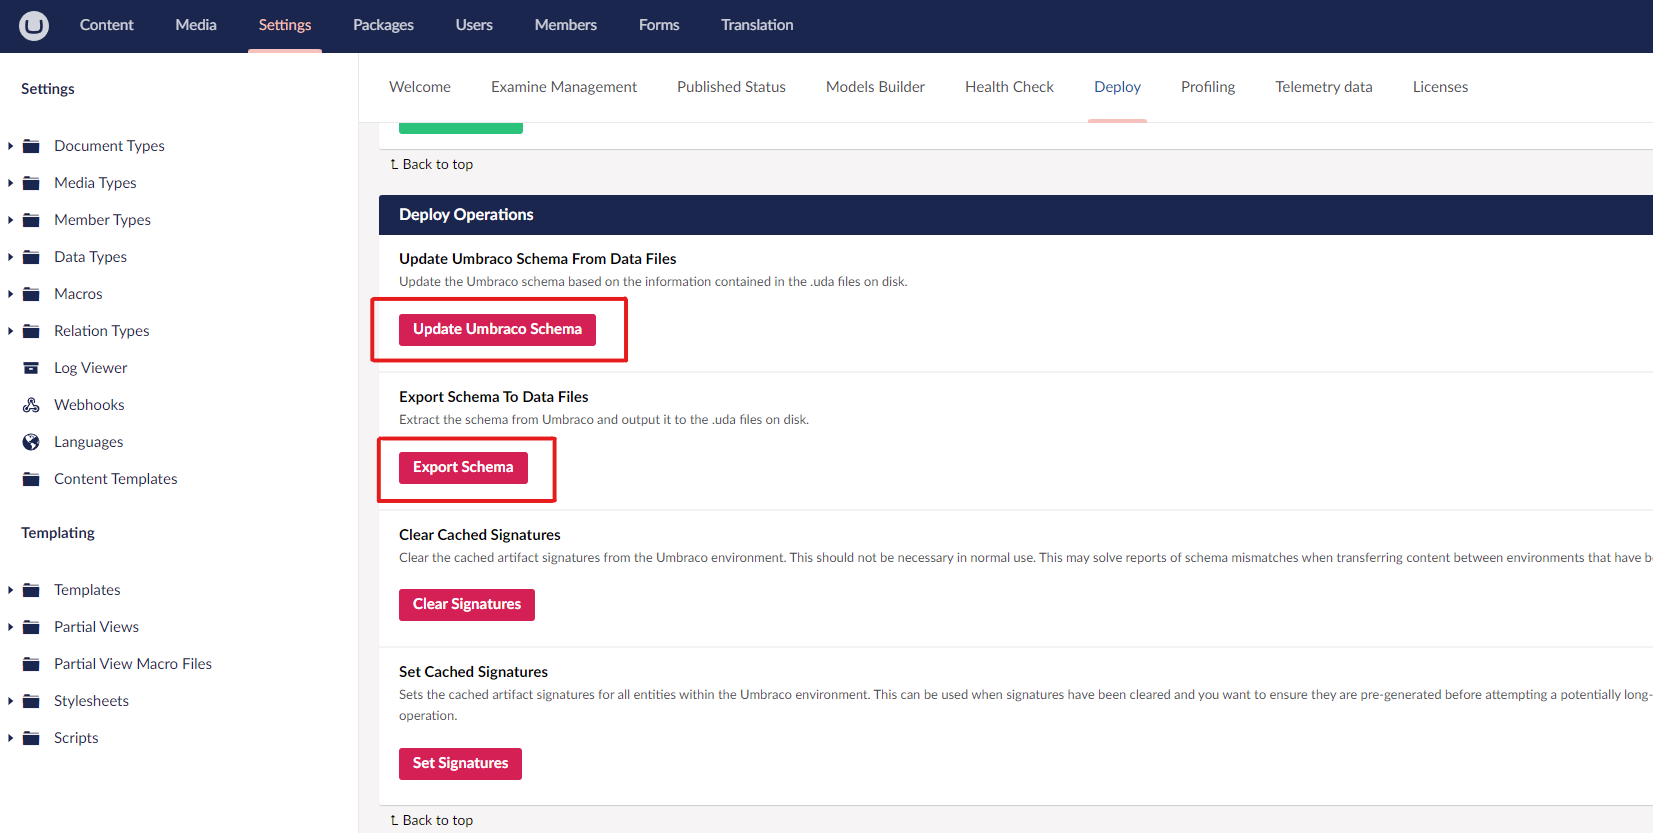 Content Media Settings Packages Users Members Forms Translation
Settings
Document Types
Media Types
Member Types
Data Types
Macros
Relation Types
Log Viewer
Webhooks
Languages
Content Templates
Templating
Templates
Partial Views
Partial View Macro Files
Stylesheets
Scripts
Welcome Examine Management Published Status Models Builder Health Check Deploy Profiling Telemetry data Licenses
Back to top
Deploy Operations
Update Umbraco Schema From Data Files
Update the Umbraco schema based on the information contained in the .uda files on disk.
Update Umbraco Schema
Export Schema To Data Files
Extract the schema from Umbraco and output it to the .uda files on disk.
Export Schema
Clear Cached Signatures
Clear the cached artifact signatures from the Umbraco environment. This should not be necessary in normal use. This may solve reports of schema mismatches when transferring content between environments that have
Clear Signatures
Set Cached Signatures
Sets the cached artifact signatures for all entities within the Umbraco environment. This can be used when signatures have been cleared and you want to ensure they are pre-generated before attempting a potentially long-
operation.
Set Signatures
Back to top